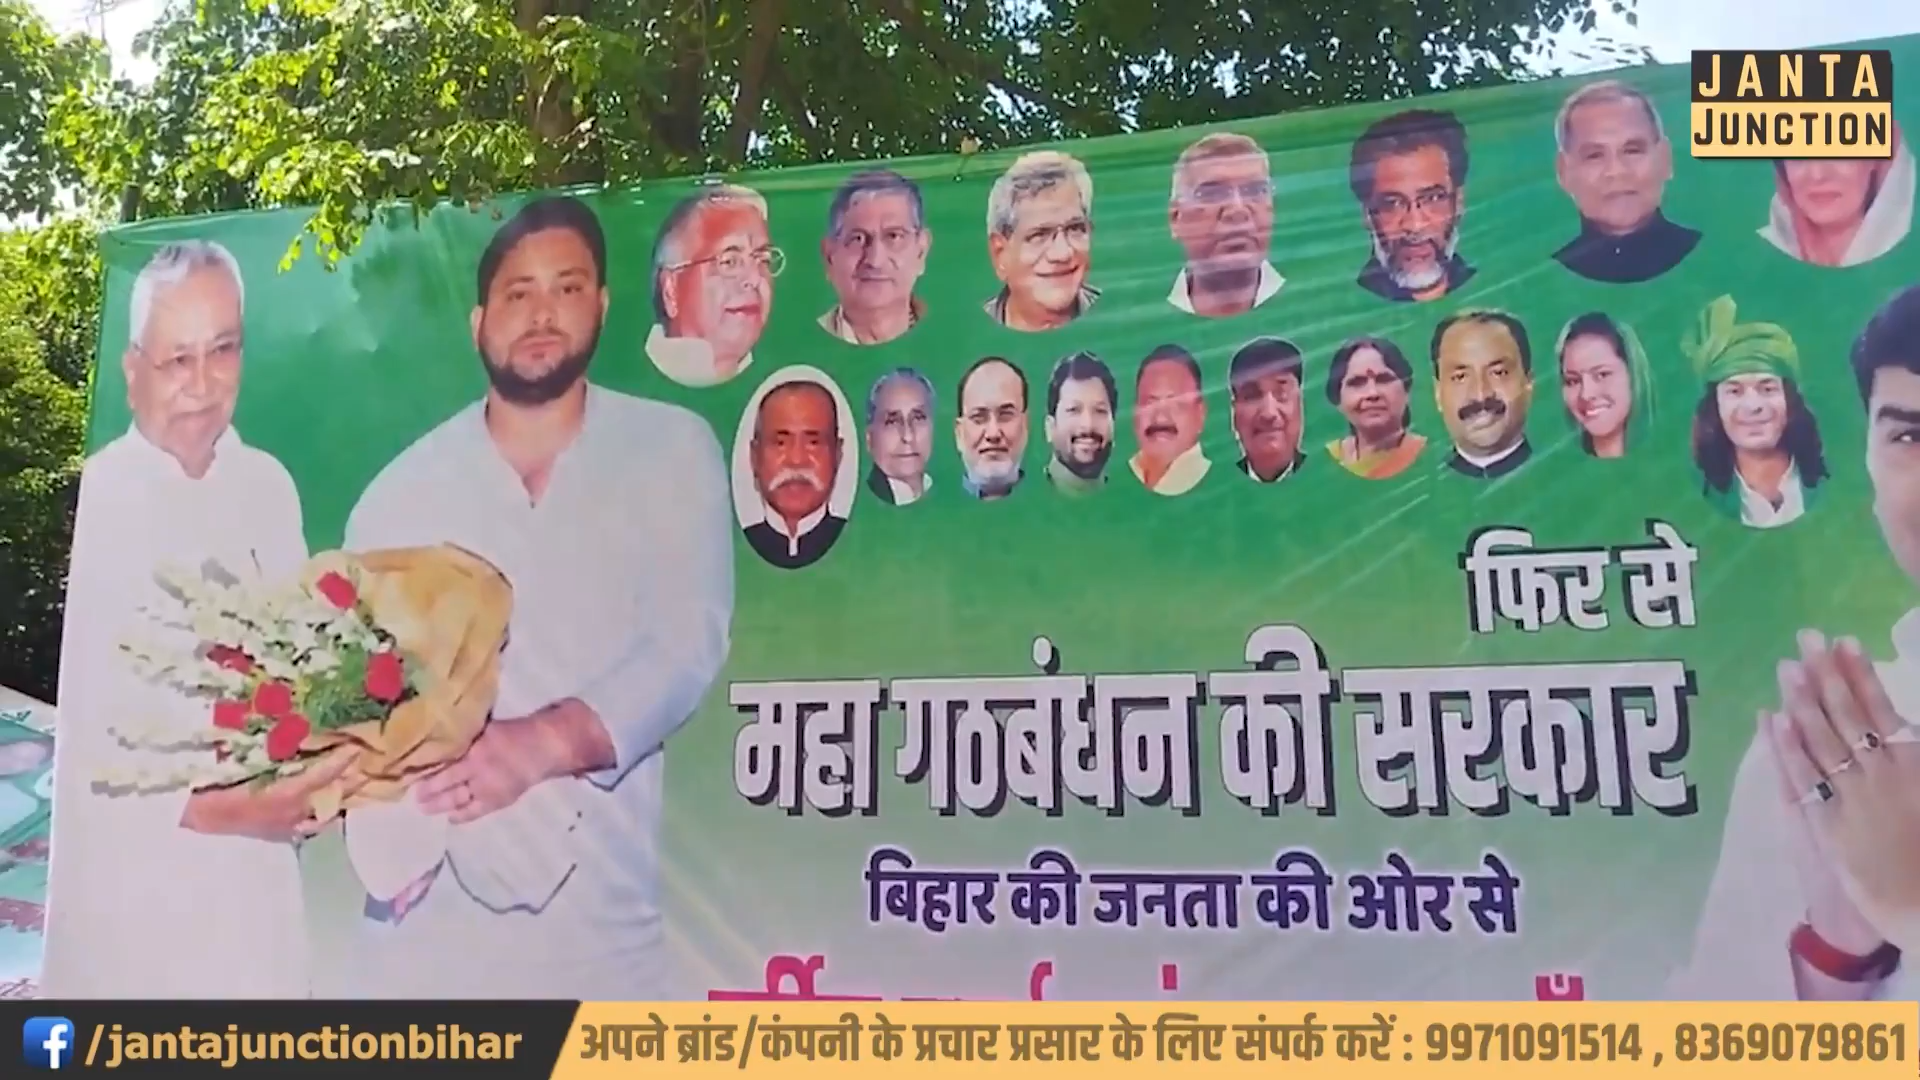 JANTA
JUNCTION
फिर से
महा गठबंधन की सरकार
बिहार की जनता की ओर से
/jantajunctionbihar
अपने ब्रांड/कंपनी के प्रचार प्रसार के लिए संपर्क करें : 9971091514 , 8369079861